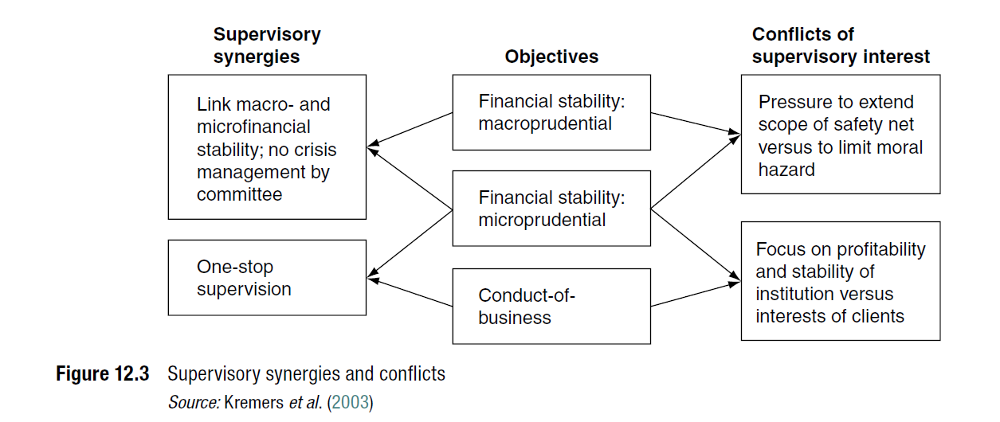 Supervisory
synergies
Objectives
Conflicts of
supervisory interest
Link macro- and
microfinancial
stability; no crisis
management by
committee
One-stop
supervision
Financial stability:
macroprudential
Financial stability:
microprudential
Conduct-of-
business
Pressure to extend
scope of safety net
versus to limit moral
hazard
Focus on profitability
and stability of
institution versus
interests of clients
Figure 12.3 Supervisory synergies and conflicts
Source: Kremers et al. (2003)